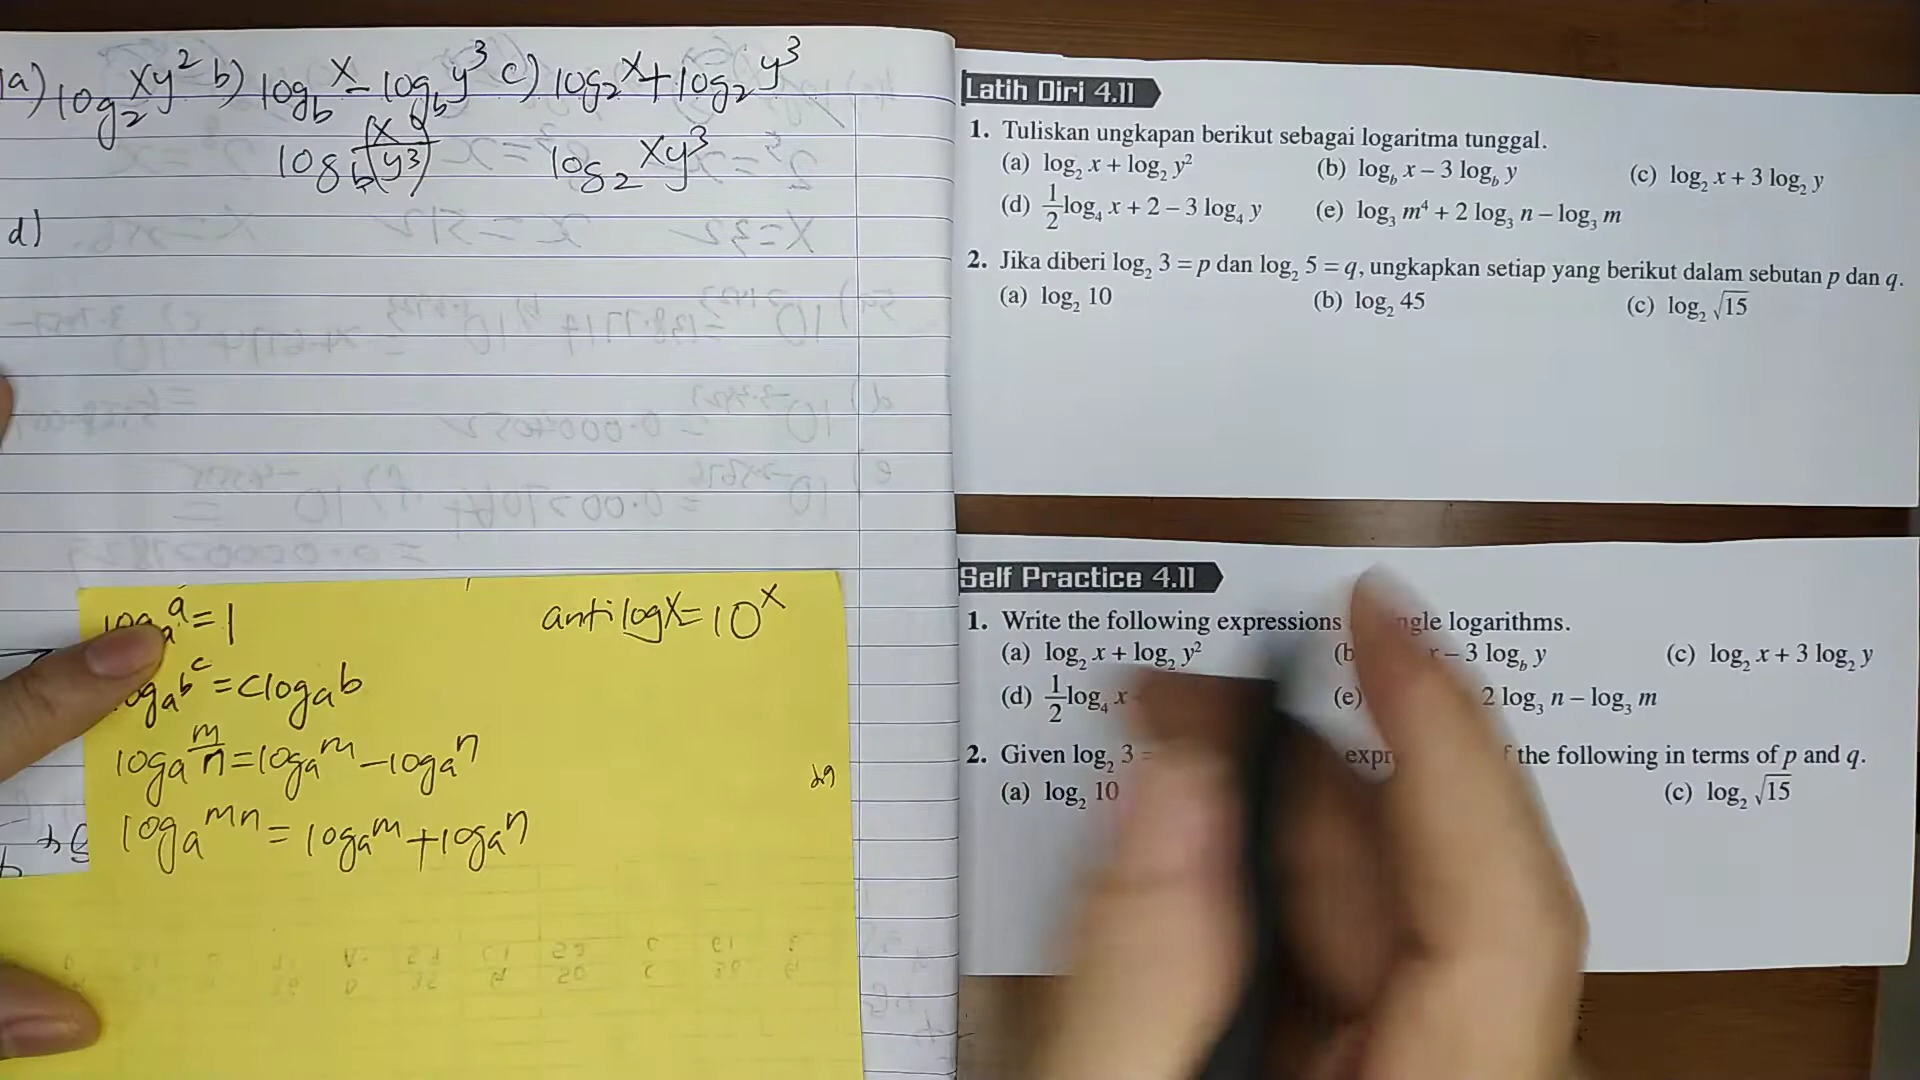 a) log₂ xy² b) log_b x – log_b y³ c) log₂ x + log₂ y³
log_b (x/y³) log₂ xy³
d)
log_a a = 1 antilog x = 10ˣ
log_a bᶜ = c log_a b
log_a m/n = log_a m – log_a n
log_a mn = log_a m + log_a n
Latih Diri 4.11
1. Tuliskan ungkapan berikut sebagai logaritma tunggal.
(a) log₂ x + log₂ y² (b) log_b x – 3 log_b y (c) log₂ x + 3 log₂ y
(d) 1/2 log₄ x + 2 – 3 log₄ y (e) log₃ m⁴ + 2 log₃ n – log₃ m
2. Jika diberi log₂ 3 = p dan log₂ 5 = q, ungkapkan setiap yang berikut dalam sebutan p dan q.
(a) log₂ 10 (b) log₂ 45 (c) log₂ √15
Self Practice 4.11
1. Write the following expressions logarithms.
(a) log₂ x + log₂ y² – 3 log_b y (c) log₂ x + 3 log₂ y
(d) 1/2 log₄ x (e) 2 log₃ n – log₃ m
2. Given log₂ 3 the following in terms of p and q.
(a) log₂ 10 (c) log₂ √15